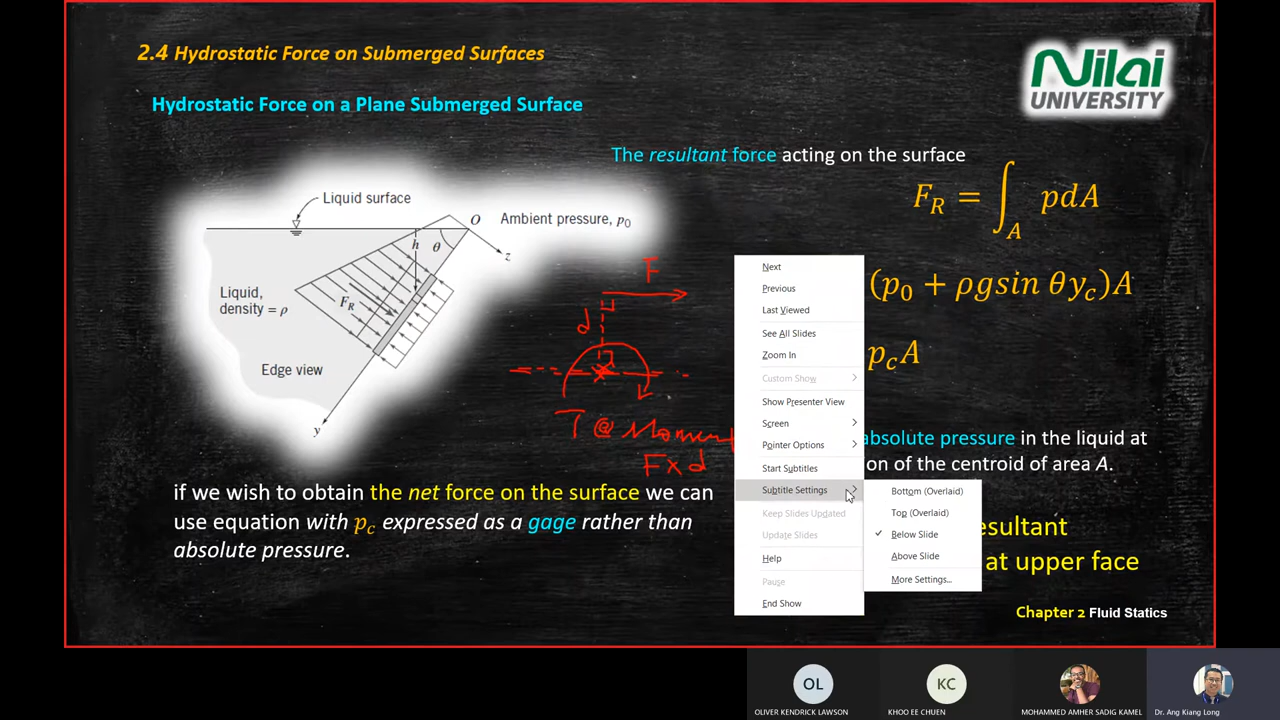 2.4 Hydrostatic Force on Submerged Surfaces
Nilai
UNIVERSITY
Hydrostatic Force on a Plane Submerged Surface
The resultant force acting on the surface
F_R = ∫_A pdA
Liquid surface
O
Ambient pressure, p₀
h
θ
z
Liquid,
density = ρ
F_R
Edge view
y
F
d
T @ Moment
F x d
(p₀ + ρgsin θy_c)A
p_cA
absolute pressure in the liquid at
on of the centroid of area A.
if we wish to obtain the net force on the surface we can
use equation with p_c expressed as a gage rather than
absolute pressure.
esultant
at upper face
Chapter 2 Fluid Statics
Next
Previous
Last Viewed
See All Slides
Zoom In
Custom Show
Show Presenter View
Screen
Pointer Options
Start Subtitles
Subtitle Settings
Keep Slides Updated
Update Slides
Help
Pause
End Show
Bottom (Overlaid)
Top (Overlaid)
Below Slide
Above Slide
More Settings...
OL
KC
OLIVER KENDRICK LAWSON
KHOO EE CHUEN
MOHAMMED AMHER SADIG KAMEL
Dr. Ang Kiang Long